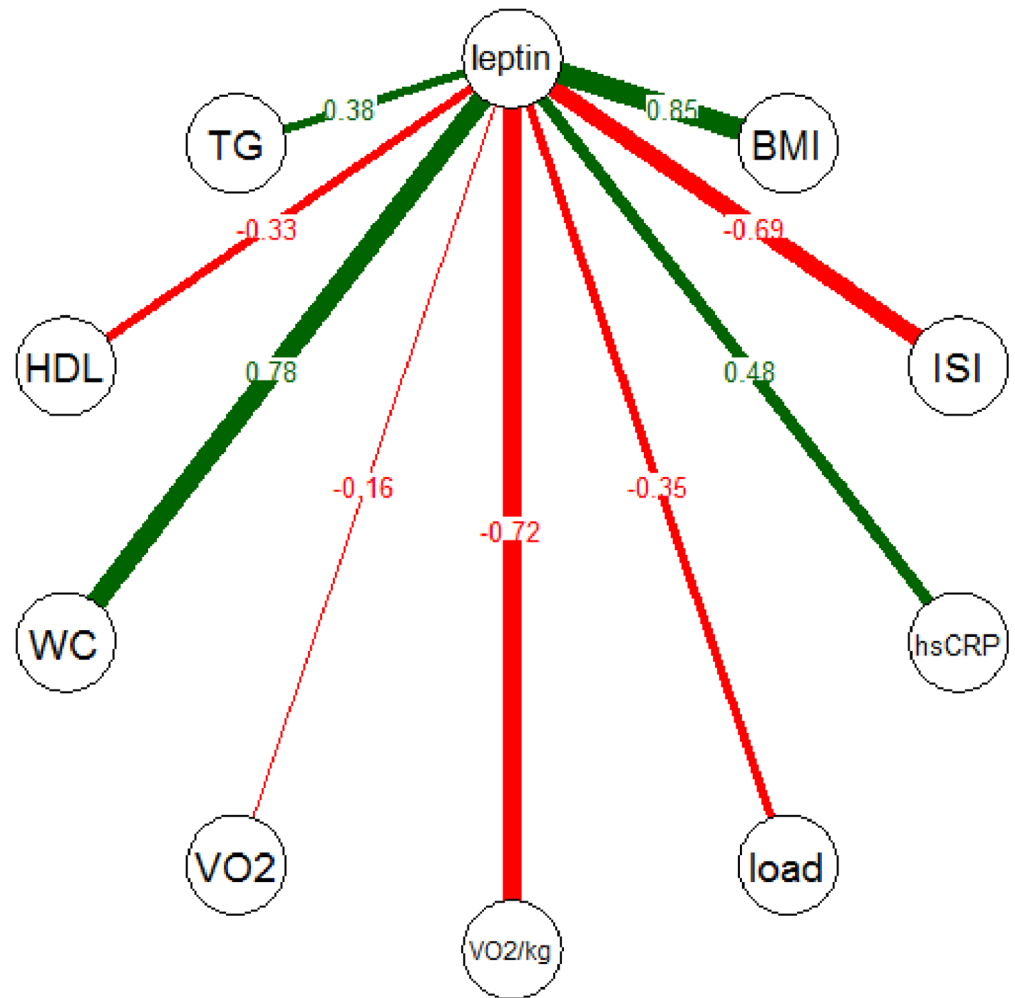 leptin
0.38
0.85
TG
BMI
-0.33
-0.69
HDL
0.78
0.48
ISI
-0.16
-0.35
-0.72
WC
hsCRP
VO2
load
VO2/kg